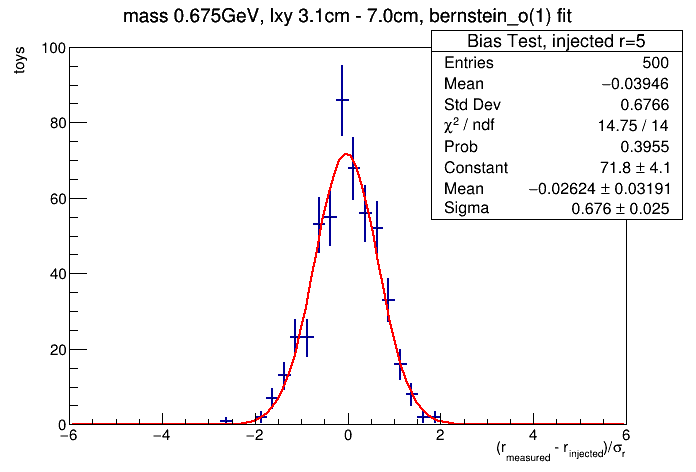 mass 0.675GeV, lxy 3.1cm - 7.0cm, bernstein_o(1) fit
toys
Bias Test, injected r=5
Entries 500
Mean −0.03946
Std Dev 0.6766
χ² / ndf 14.75 / 14
Prob 0.3955
Constant 71.8 ± 4.1
Mean −0.02624 ± 0.03191
Sigma 0.676 ± 0.025
100
80
60
40
20
0
−6 −4 −2 0 2 4 6
(r_measured - r_injected)/σ_r